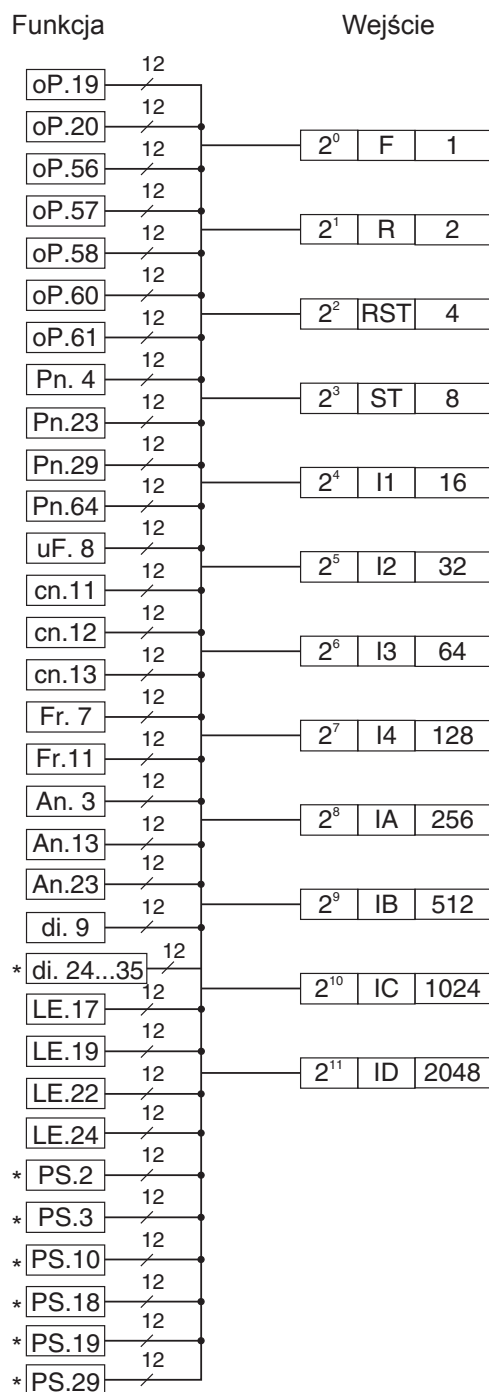 Funkcja Wejście
oP.19 12
oP.20 12
2⁰ F 1
oP.56 12
oP.57 12
2¹ R 2
oP.58 12
oP.60 12
2² RST 4
oP.61 12
Pn. 4 12
2³ ST 8
Pn.23 12
Pn.29 12
2⁴ I1 16
Pn.64 12
uF. 8 12
2⁵ I2 32
cn.11 12
cn.12 12
2⁶ I3 64
cn.13 12
Fr. 7 12
2⁷ I4 128
Fr.11 12
An. 3 12
2⁸ IA 256
An.13 12
An.23 12
2⁹ IB 512
di. 9 12
* di. 24...35 12
2¹⁰ IC 1024
LE.17 12
LE.19 12
2¹¹ ID 2048
LE.22 12
LE.24 12
* PS.2 12
* PS.3 12
* PS.10 12
* PS.18 12
* PS.19 12
* PS.29 12